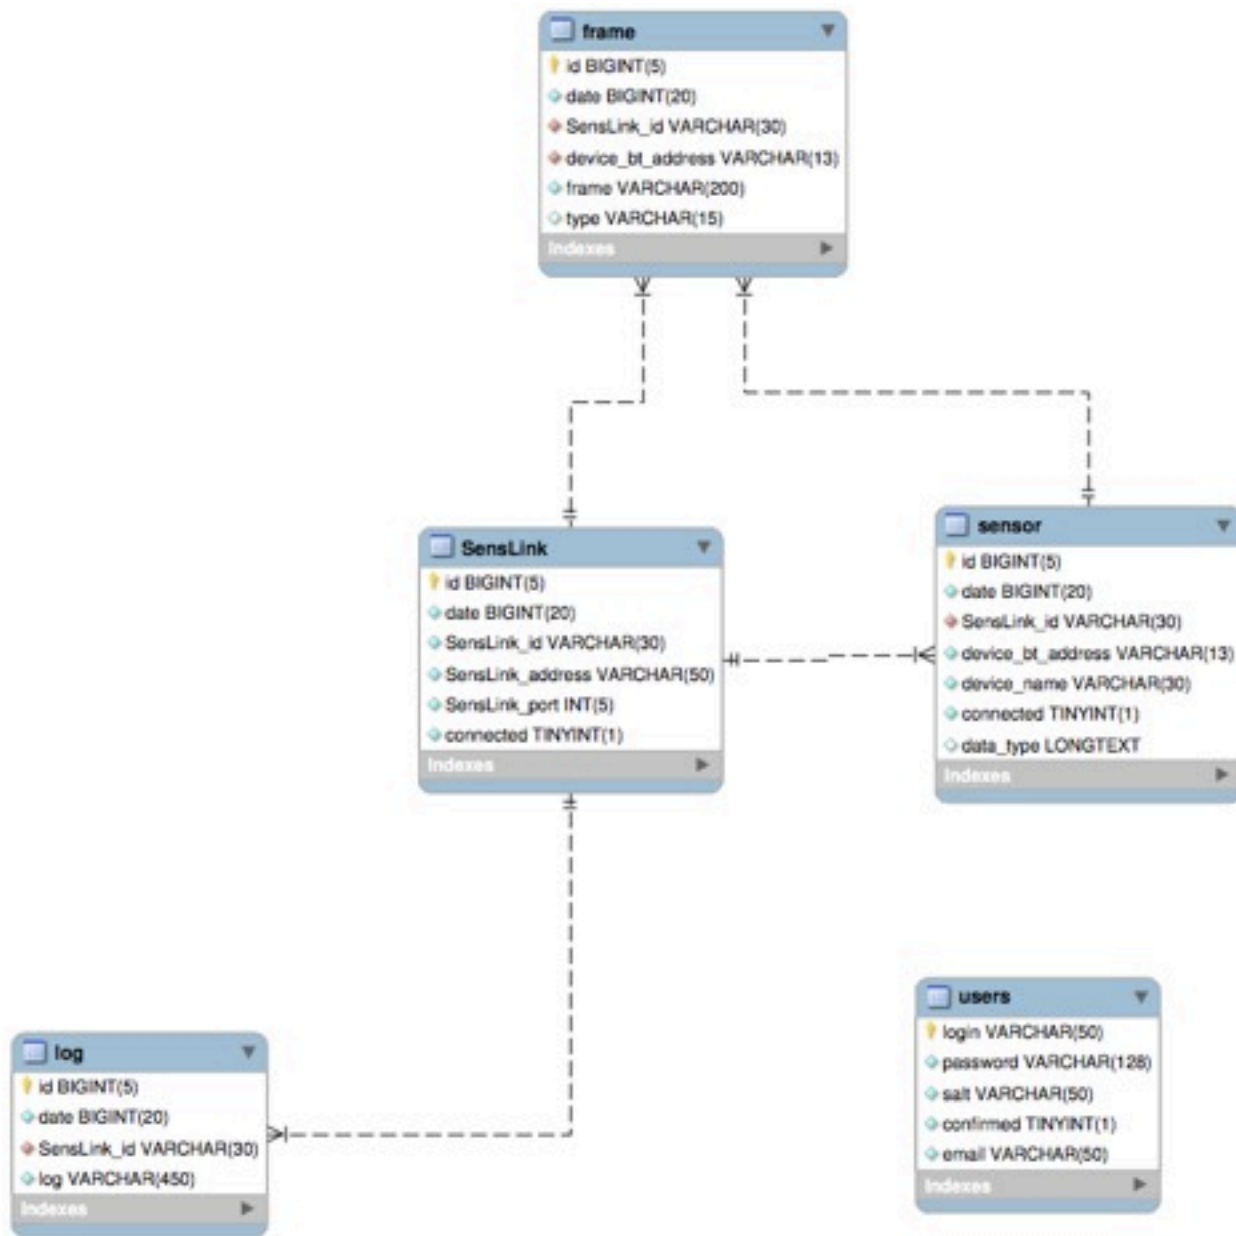 frame
id BIGINT(5)
date BIGINT(20)
SensLink_id VARCHAR(30)
device_bt_address VARCHAR(13)
frame VARCHAR(200)
type VARCHAR(15)
Indexes
SensLink
id BIGINT(5)
date BIGINT(20)
SensLink_id VARCHAR(30)
SensLink_address VARCHAR(50)
SensLink_port INT(5)
connected TINYINT(1)
Indexes
sensor
id BIGINT(5)
date BIGINT(20)
SensLink_id VARCHAR(30)
device_bt_address VARCHAR(13)
device_name VARCHAR(30)
connected TINYINT(1)
data_type LONGTEXT
Indexes
log
id BIGINT(5)
date BIGINT(20)
SensLink_id VARCHAR(30)
log VARCHAR(450)
Indexes
users
login VARCHAR(50)
password VARCHAR(128)
salt VARCHAR(50)
confirmed TINYINT(1)
email VARCHAR(50)
Indexes